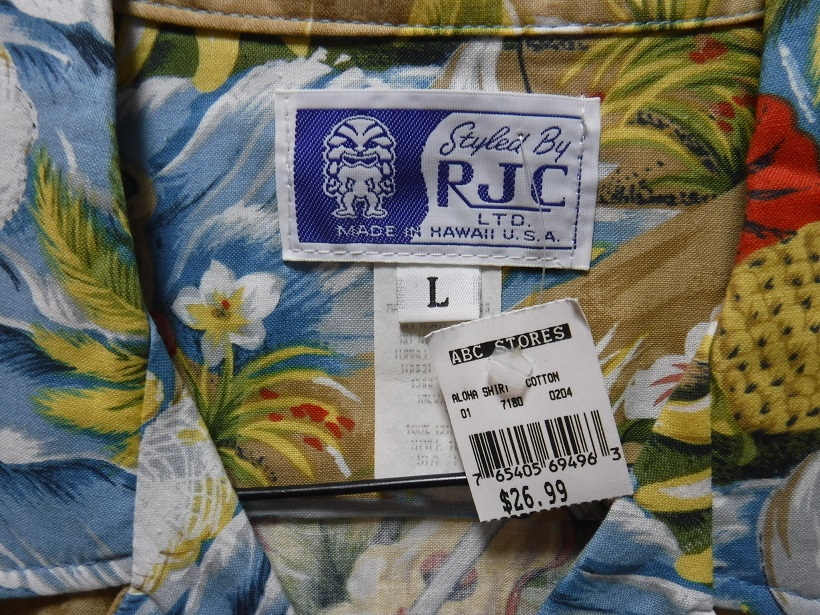 Styled By
RJC
LTD.
MADE IN HAWAII U.S.A.
L
ABC STORES
ALOHA SHIRT COTTON
01 7180 0204
7 65405 69496 3
$26.99